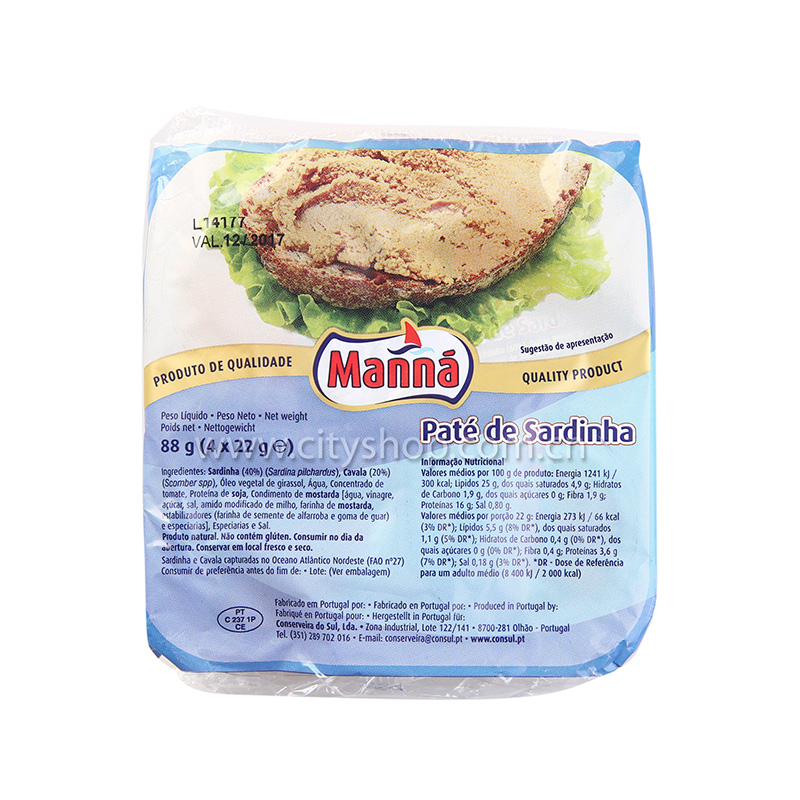 L14177
VAL.12/2017
de Sard
Sugestão de apresentação
PRODUTO DE QUALIDADE
Manná
QUALITY PRODUCT
Peso Líquido • Peso Neto • Net weight
Poids net • Nettogewicht
88 g (4 x 22 g ℮)
Paté de Sardinha
www.cityshop.com.cn
Ingredientes: Sardinha (40%) (Sardina pilchardus), Cavala (20%)
(Scomber spp), Óleo vegetal de girassol, Água, Concentrado de
tomate, Proteína de soja, Condimento de mostarda [água, vinagre,
açúcar, sal, amido modificado de milho, farinha de mostarda,
estabilizadores (farinha de semente de alfarroba e goma de guar)
e especiarias], Especiarias e Sal.
Produto natural. Não contém glúten. Consumir no dia da
abertura. Conservar em local fresco e seco.
Sardinha e Cavala capturadas no Oceano Atlântico Nordeste (FAO nº27)
Consumir de preferência antes do fim de: • Lote: (Ver embalagem)
Informação Nutricional
Valores médios por 100 g de produto: Energia 1241 kJ /
300 kcal; Lípidos 25 g, dos quais saturados 4,9 g; Hidratos
de Carbono 1,9 g, dos quais açúcares 0 g; Fibra 1,9 g;
Proteínas 16 g; Sal 0,80 g.
Valores médios por porção 22 g: Energia 273 kJ / 66 kcal
(3% DR*); Lípidos 5,5 g (8% DR*), dos quais saturados
1,1 g (5% DR*); Hidratos de Carbono 0,4 g (0% DR*), dos
quais açúcares 0 g (0% DR*); Fibra 0,4 g; Proteínas 3,6 g
(7% DR*); Sal 0,18 g (3% DR*). *DR - Dose de Referência
para um adulto médio (8 400 kJ / 2 000 kcal)
PT
C 237 1P
CE
Fabricado em Portugal por: • Fabricado en Portugal por: • Produced in Portugal by:
Fabriqué en Portugal pour: • Hergestellt in Portugal für:
Conserveira do Sul, Lda. • Zona Industrial, Lote 122/141 • 8700-281 Olhão - Portugal
Tel. (351) 289 702 016 • E-mail: conserveira@consul.pt • www.consul.pt